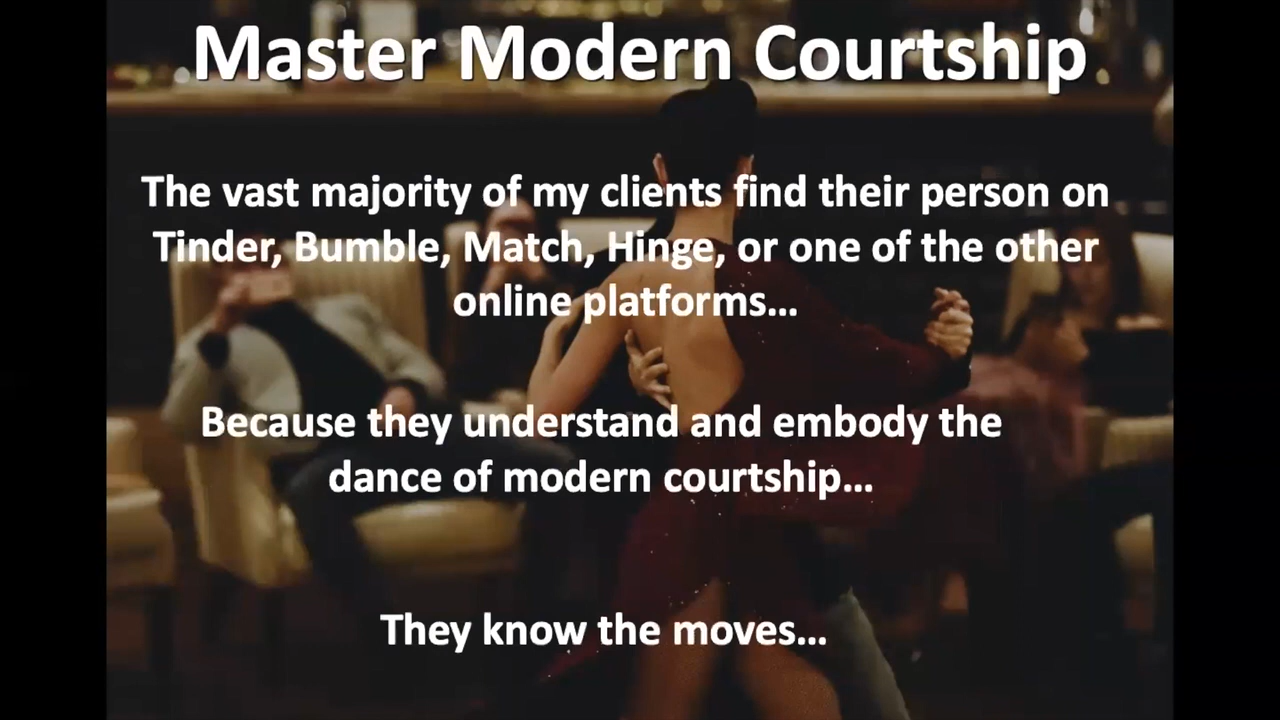 Master Modern Courtship
The vast majority of my clients find their person on
Tinder, Bumble, Match, Hinge, or one of the other
online platforms...
Because they understand and embody the
dance of modern courtship...
They know the moves...